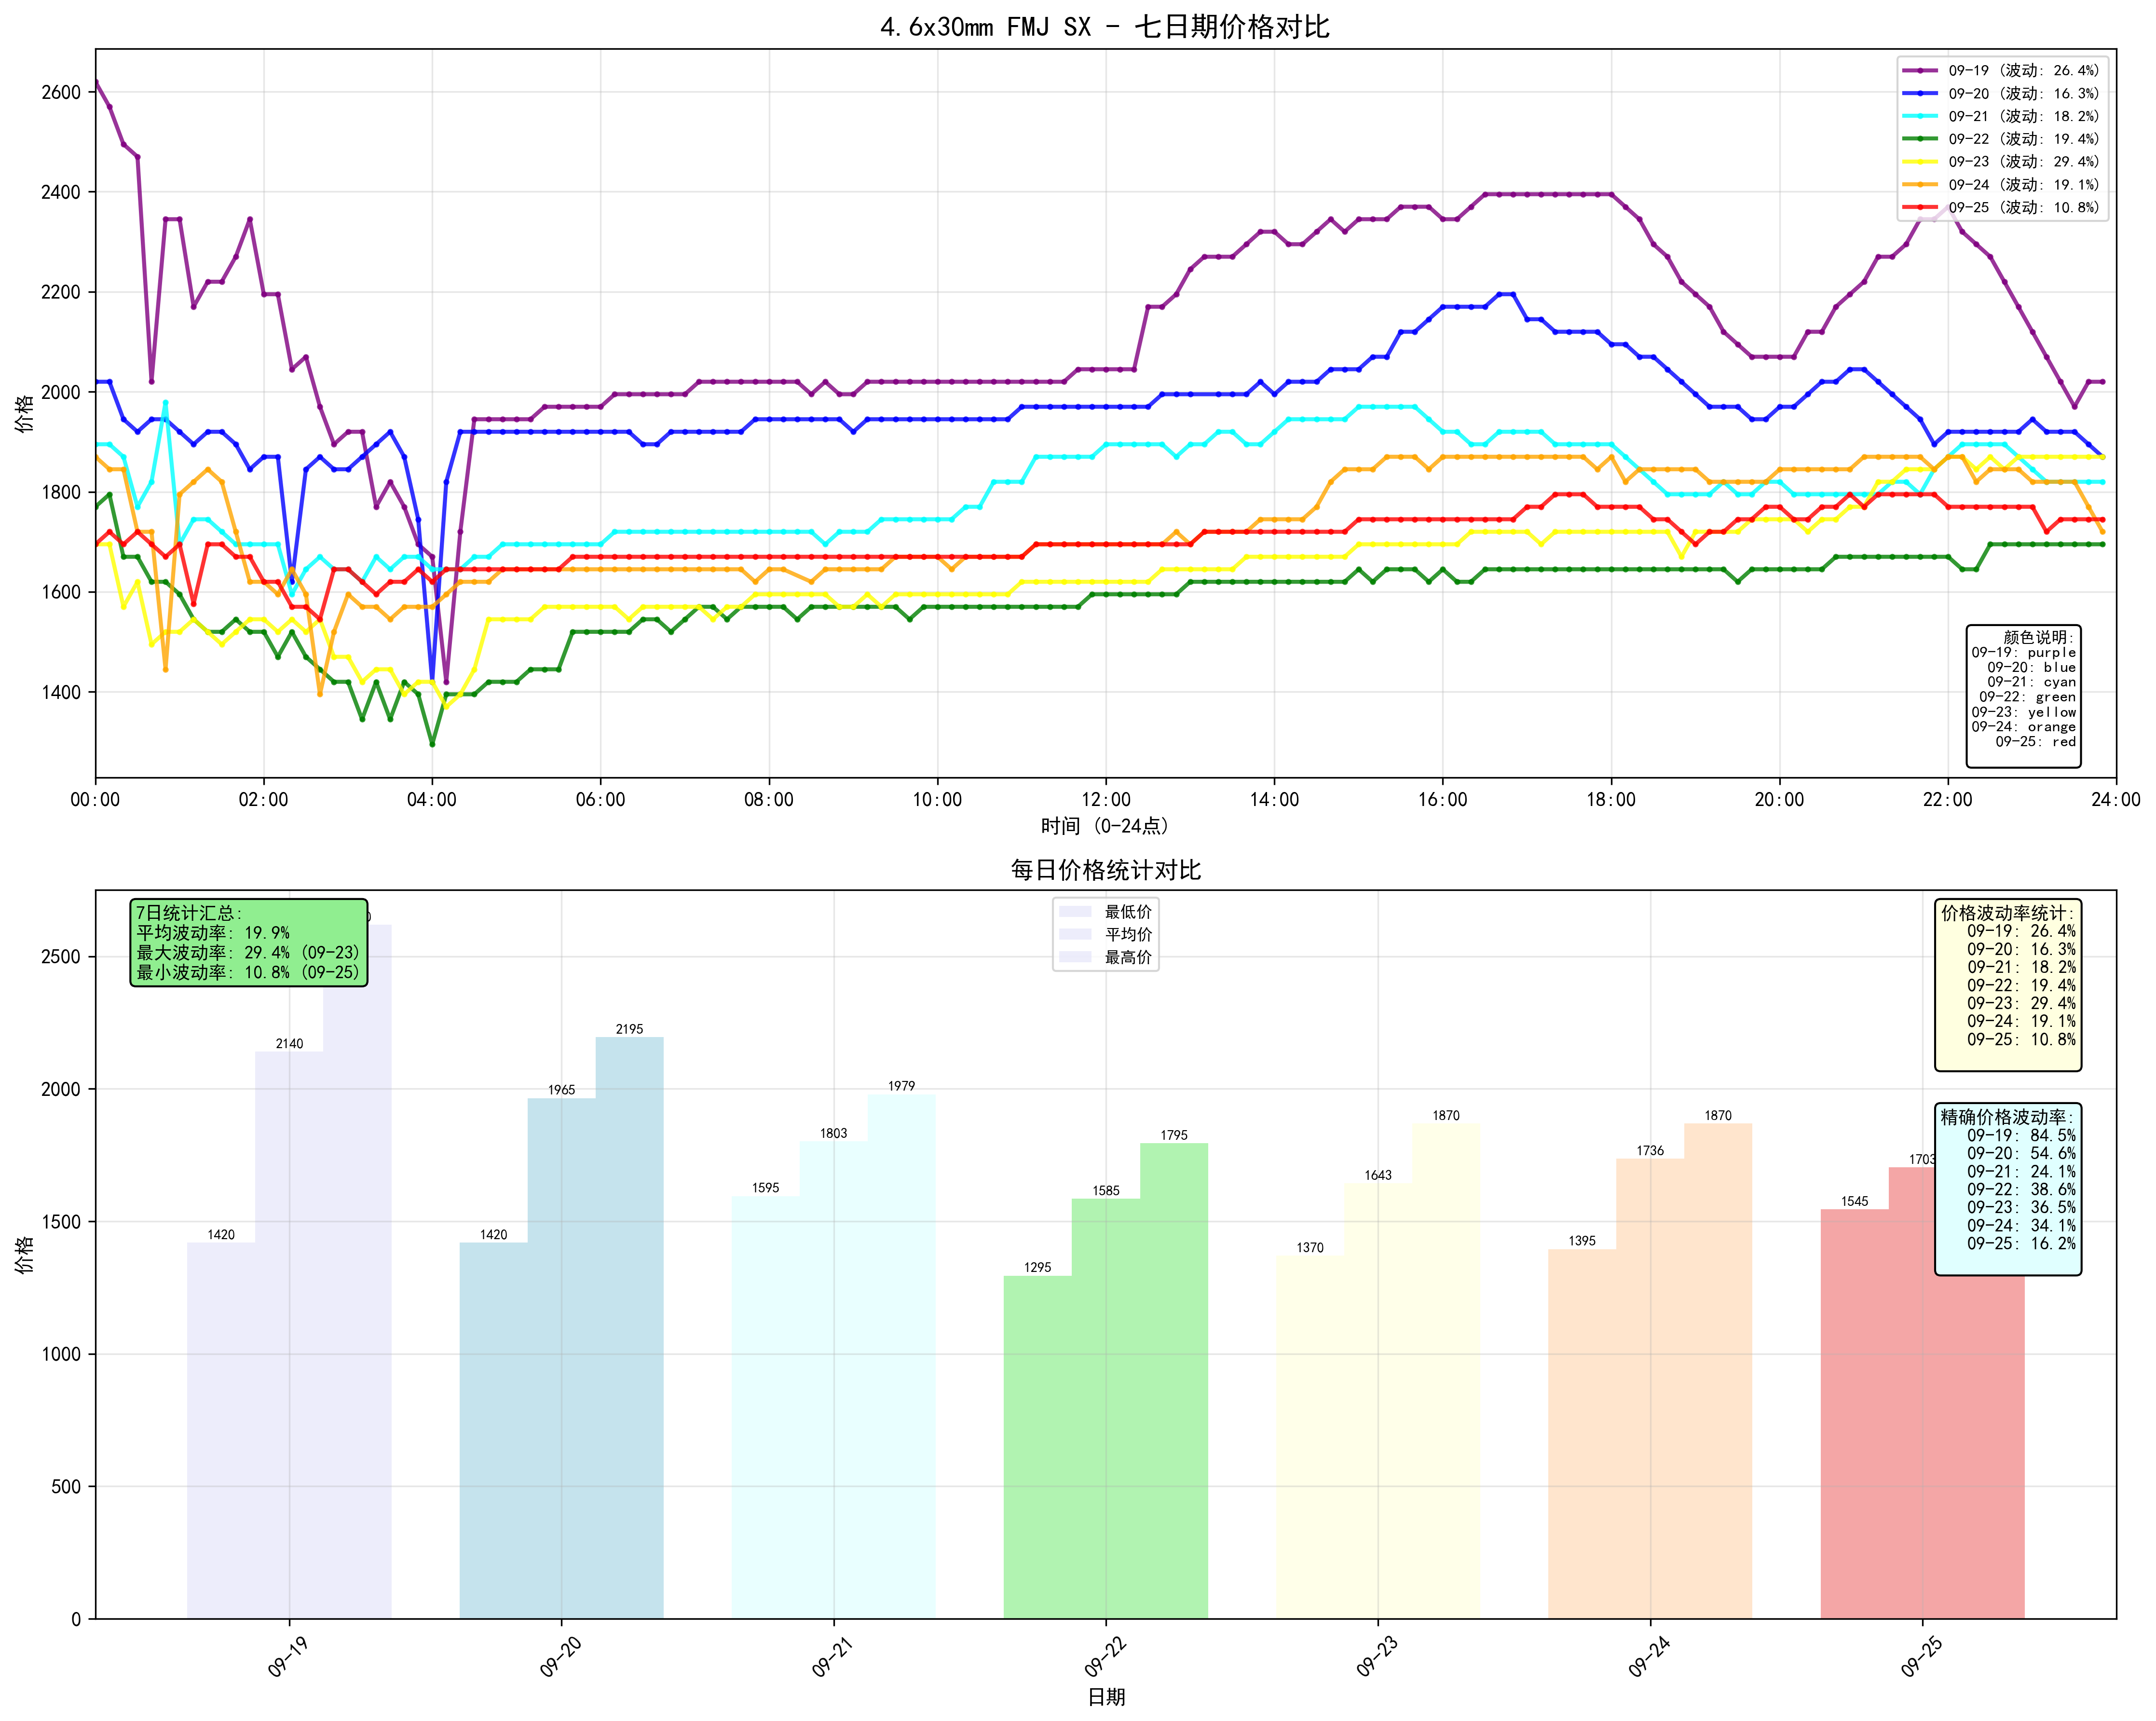 4.6x30mm FMJ SX - 七日期价格对比
价格
2600
2400
2200
2000
1800
1600
1400
09-19 (波动: 26.4%)
09-20 (波动: 16.3%)
09-21 (波动: 18.2%)
09-22 (波动: 19.4%)
09-23 (波动: 29.4%)
09-24 (波动: 19.1%)
09-25 (波动: 10.8%)
颜色说明:
09-19: purple
09-20: blue
09-21: cyan
09-22: green
09-23: yellow
09-24: orange
09-25: red
00:00 02:00 04:00 06:00 08:00 10:00 12:00 14:00 16:00 18:00 20:00 22:00 24:00
时间 (0-24点)
每日价格统计对比
价格
2500
2000
1500
1000
500
0
7日统计汇总:
平均波动率: 19.9%
最大波动率: 29.4% (09-23)
最小波动率: 10.8% (09-25)
最低价
平均价
最高价
价格波动率统计:
09-19: 26.4%
09-20: 16.3%
09-21: 18.2%
09-22: 19.4%
09-23: 29.4%
09-24: 19.1%
09-25: 10.8%
精确价格波动率:
09-19: 84.5%
09-20: 54.6%
09-21: 24.1%
09-22: 38.6%
09-23: 36.5%
09-24: 34.1%
09-25: 16.2%
1420 2140
1420 1965 2195
1595 1803 1979
1295 1585 1795
1370 1643 1870
1395 1736 1870
1545 1703
09-19 09-20 09-21 09-22 09-23 09-24 09-25
日期